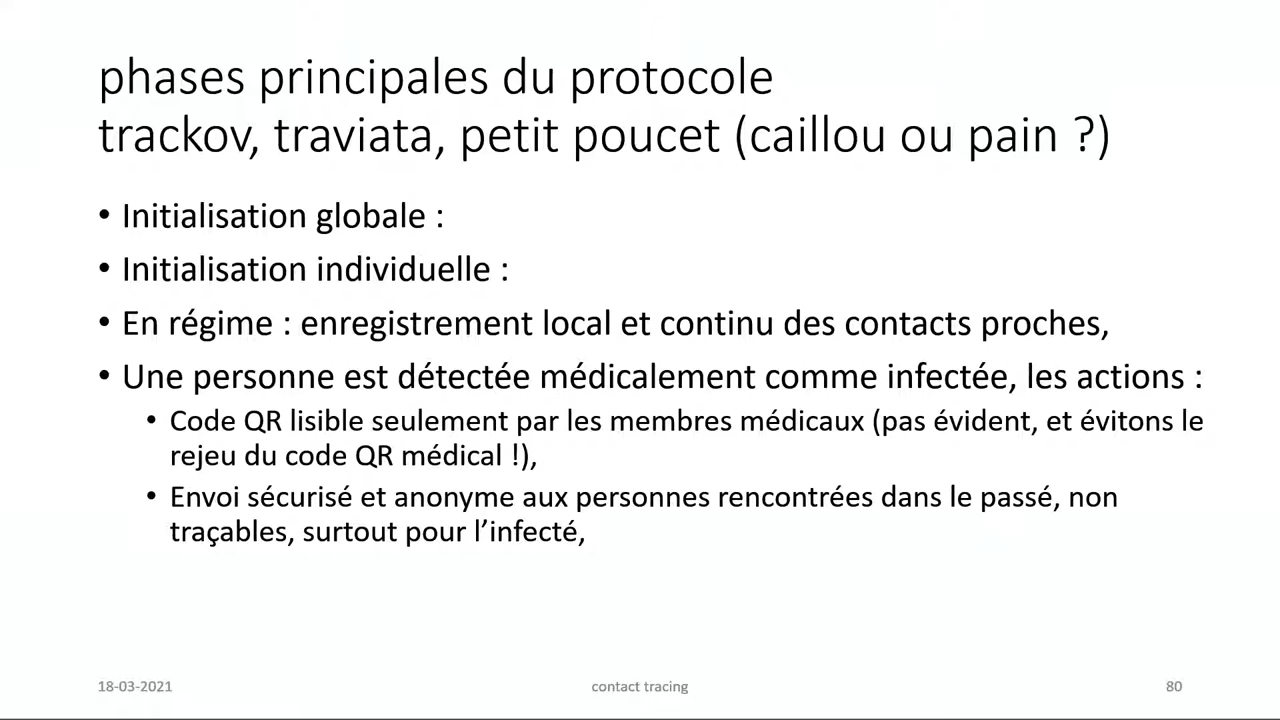 phases principales du protocole
trackov, traviata, petit poucet (caillou ou pain ?)
• Initialisation globale :
• Initialisation individuelle :
• En régime : enregistrement local et continu des contacts proches,
• Une personne est détectée médicalement comme infectée, les actions :
• Code QR lisible seulement par les membres médicaux (pas évident, et évitons le
rejeu du code QR médical !),
• Envoi sécurisé et anonyme aux personnes rencontrées dans le passé, non
traçables, surtout pour l’infecté,
18-03-2021
contact tracing
80